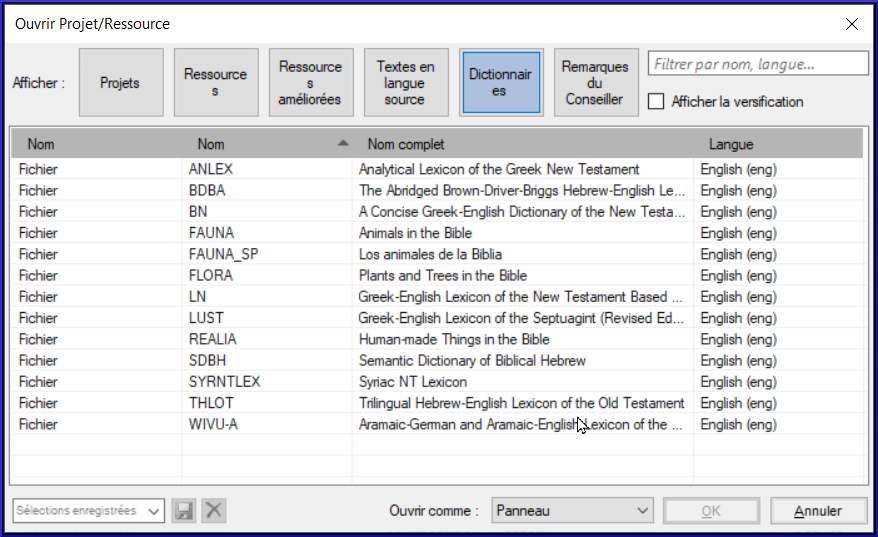 Ouvrir Projet/Ressource
Afficher :
Projets
Ressource
s
Ressource
s
améliorées
Textes en
langue
source
Dictionnair
es
Remarques
du
Conseiller
Filtrer par nom, langue...
Afficher la versification
Nom Nom Nom complet Langue
Fichier ANLEX Analytical Lexicon of the Greek New Testament English (eng)
Fichier BDBA The Abridged Brown-Driver-Briggs Hebrew-English Le... English (eng)
Fichier BN A Concise Greek-English Dictionary of the New Testa... English (eng)
Fichier FAUNA Animals in the Bible English (eng)
Fichier FAUNA_SP Los animales de la Biblia English (eng)
Fichier FLORA Plants and Trees in the Bible English (eng)
Fichier LN Greek-English Lexicon of the New Testament Based ... English (eng)
Fichier LUST Greek-English Lexicon of the Septuagint (Revised Ed... English (eng)
Fichier REALIA Human-made Things in the Bible English (eng)
Fichier SDBH Semantic Dictionary of Biblical Hebrew English (eng)
Fichier SYRNTLEX Syriac NT Lexicon English (eng)
Fichier THLOT Trilingual Hebrew-English Lexicon of the Old Testament English (eng)
Fichier WIVU-A Aramaic-German and Aramaic-English Lexicon of the ... English (eng)
Sélections enregistrées
Ouvrir comme :
Panneau
OK
Annuler